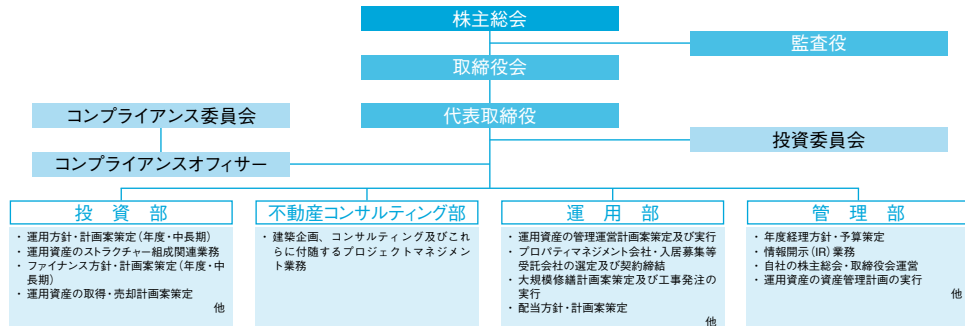 株主総会
監査役
取締役会
コンプライアンス委員会
代表取締役
投資委員会
コンプライアンスオフィサー
投資部
・運用方針・計画案策定(年度・中長期)
・運用資産のストラクチャー組成関連業務
・ファイナンス方針・計画案策定(年度・中
長期)
・運用資産の取得・売却計画案策定
他
不動産コンサルティング部
・建築企画、コンサルティング及びこれ
らに付随するプロジェクトマネジメン
ト業務
運用部
・運用資産の管理運営計画案策定及び実行
・プロパティマネジメント会社・入居募集等
受託会社の選定及び契約締結
・大規模修繕計画案策定及び工事発注の
実行
・配当方針・計画案策定
他
管理部
・年度経理方針・予算策定
・情報開示(IR)業務
・自社の株主総会・取締役会運営
・運用資産の資産管理計画の実行
他